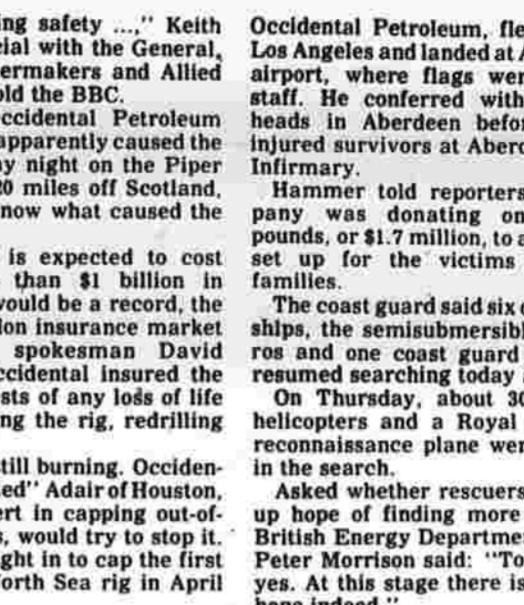 ing safety ...," Keith
cial with the General,
ermakers and Allied
old the BBC.
ccidental Petroleum
apparently caused the
ay night on the Piper
20 miles off Scotland,
now what caused the
is expected to cost
than $1 billion in
would be a record, the
don insurance market
spokesman David
ccidental insured the
sts of any loss of life
ng the rig, redrilling
till burning. Occiden-
ed" Adair of Houston,
ert in capping out-of-
s, would try to stop it.
ght in to cap the first
North Sea rig in April
Occidental Petroleum, fle
Los Angeles and landed at A
airport, where flags wer
staff. He conferred with
heads in Aberdeen befor
injured survivors at Aberd
Infirmary.
Hammer told reporters
pany was donating on
pounds, or $1.7 million, to a
set up for the victims
families.
The coast guard said six o
ships, the semisubmersibl
ros and one coast guard
resumed searching today
On Thursday, about 30
helicopters and a Royal
reconnaissance plane wer
in the search.
Asked whether rescuers
up hope of finding more
British Energy Departme
Peter Morrison said: "To
yes. At this stage there is
hope indeed."